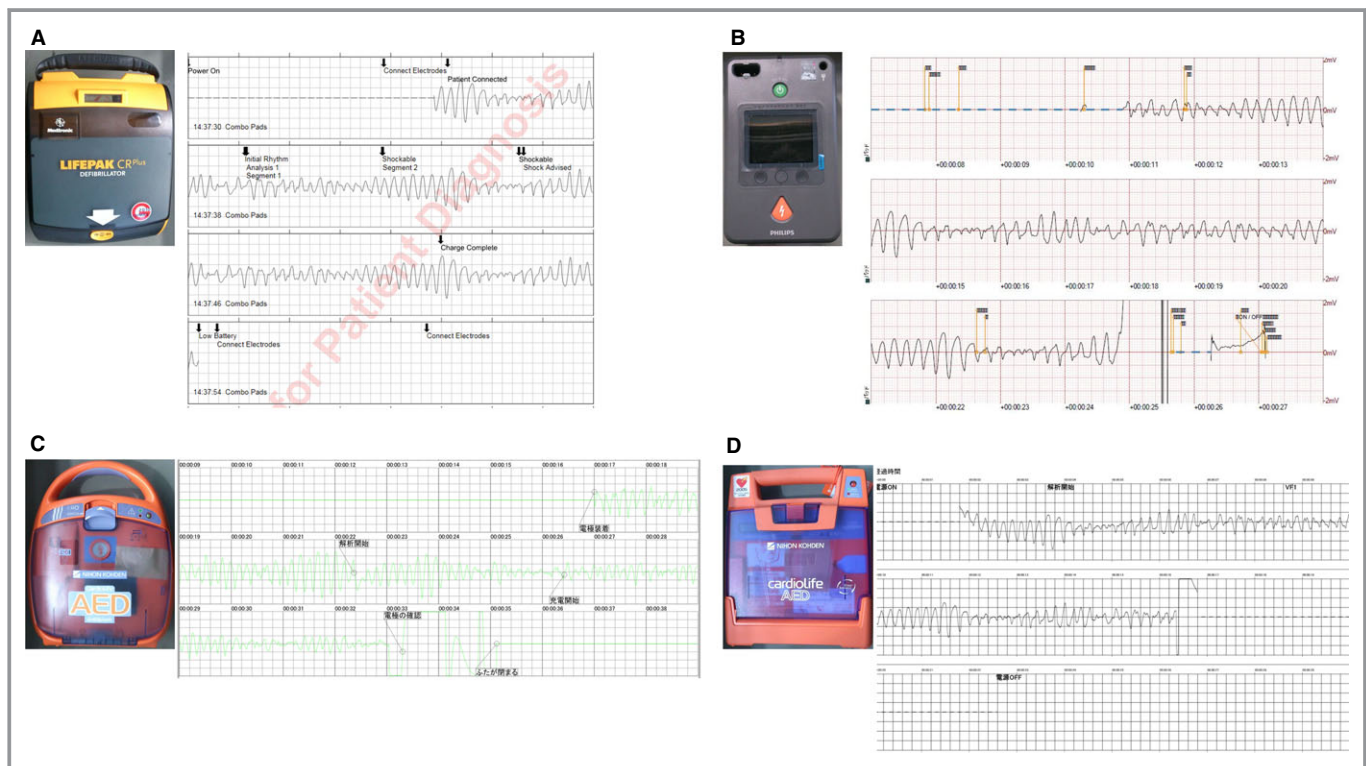 A
Medtronic
LIFEPAK CR Plus
DEFIBRILLATOR
Power On
Connect Electrodes
Patient Connected
14:37:30 Combo Pads
Initial Rhythm
Analysis 1
Segment 1
Shockable
Segment 2
Shockable
Shock Advised
14:37:38 Combo Pads
Charge Complete
14:37:46 Combo Pads
Low Battery
Connect Electrodes
Connect Electrodes
14:37:54 Combo Pads
for Patient Diagnosis
B
PHILIPS
2mV
0mV
-2mV
+00:00:08 +00:00:09 +00:00:10 +00:00:11 +00:00:12 +00:00:13
2mV
0mV
-2mV
+00:00:15 +00:00:16 +00:00:17 +00:00:18 +00:00:19 +00:00:20
ON / OFF
2mV
0mV
-2mV
+00:00:22 +00:00:23 +00:00:24 +00:00:25 +00:00:26 +00:00:27
C
NIHON KOHDEN
AED
00:00:09 00:00:10 00:00:11 00:00:12 00:00:13 00:00:14 00:00:15 00:00:16 00:00:17 00:00:18
電極装着
00:00:19 00:00:20 00:00:21 00:00:22 00:00:23 00:00:24 00:00:25 00:00:26 00:00:27 00:00:28
解析開始
充電開始
00:00:29 00:00:30 00:00:31 00:00:32 00:00:33 00:00:34 00:00:35 00:00:36 00:00:37 00:00:38
電極の確認
ふたが閉まる
D
NIHON KOHDEN
cardiolife
AED
経過時間
電源ON
解析開始
VF1
電源OFF